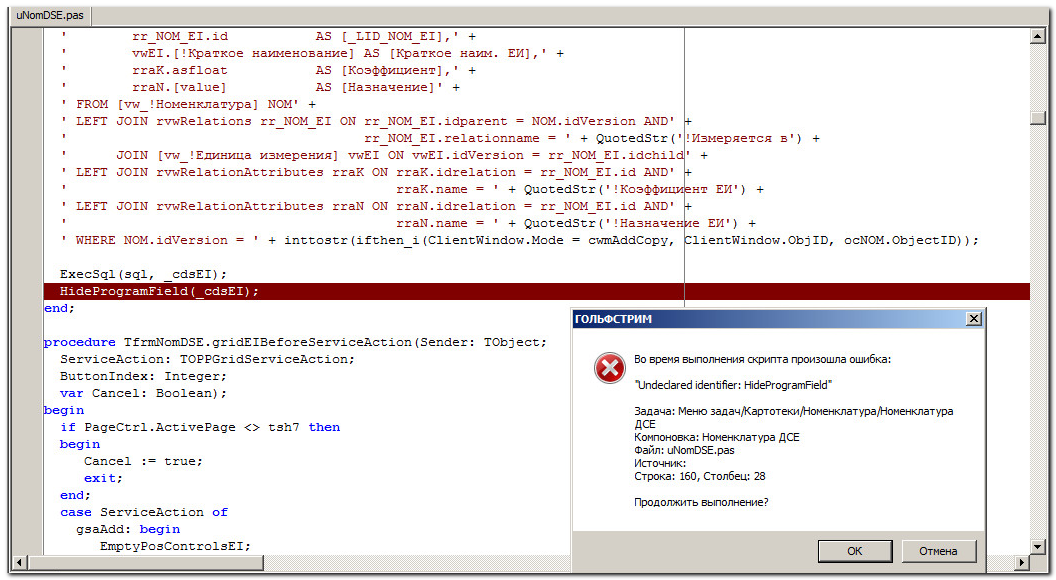 uNomDSE.pas
'        rr_NOM_EI.id           AS [_LID_NOM_EI],' +
'        vwEI.[!Краткое наименование] AS [Краткое наим. ЕИ],' +
'        rraK.asfloat           AS [Коэффициент],' +
'        rraN.[value]           AS [Назначение]' +
' FROM [vw_!Номенклатура] NOM' +
' LEFT JOIN rvwRelations rr_NOM_EI ON rr_NOM_EI.idparent = NOM.idVersion AND' +
'                                     rr_NOM_EI.relationname = ' + QuotedStr('!Измеряется в') +
'      JOIN [vw_!Единица измерения] vwEI ON vwEI.idVersion = rr_NOM_EI.idchild' +
' LEFT JOIN rvwRelationAttributes rraK ON rraK.idrelation = rr_NOM_EI.id AND' +
'                                         rraK.name = ' + QuotedStr('!Коэффициент ЕИ') +
' LEFT JOIN rvwRelationAttributes rraN ON rraN.idrelation = rr_NOM_EI.id AND' +
'                                         rraN.name = ' + QuotedStr('!Назначение ЕИ') +
' WHERE NOM.idVersion = ' + inttostr(ifthen_i(ClientWindow.Mode = cwmAddCopy, ClientWindow.ObjID, ocNOM.ObjectID));
ExecSql(sql, _cdsEI);
HideProgramField(_cdsEI);
end;
procedure TfrmNomDSE.gridEIBeforeServiceAction(Sender: TObject;
ServiceAction: TOPPGridServiceAction;
ButtonIndex: Integer;
var Cancel: Boolean);
begin
if PageCtrl.ActivePage <> tsh7 then
begin
Cancel := true;
exit;
end;
case ServiceAction of
gsaAdd: begin
EmptyPosControlsEI;
ГОЛЬФСТРИМ
Во время выполнения скрипта произошла ошибка:
"Undeclared identifier: HideProgramField"
Задача: Меню задач/Картотеки/Номенклатура/Номенклатура
ДСЕ
Компоновка: Номенклатура ДСЕ
Файл: uNomDSE.pas
Источник:
Строка: 160, Столбец: 28
Продолжить выполнение?
ОК
Отмена